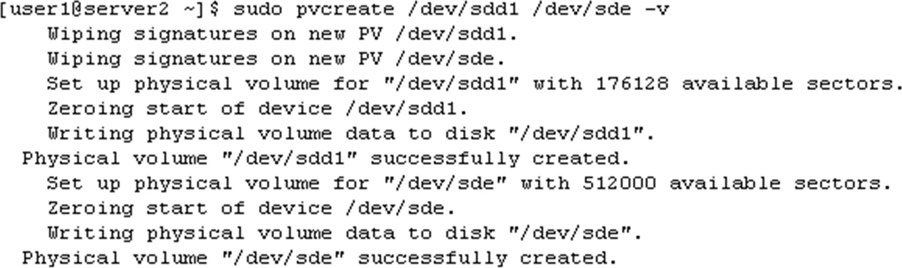 [user1@server2 ~]$ sudo pvcreate /dev/sdd1 /dev/sde -v
    Wiping signatures on new PV /dev/sdd1.
    Wiping signatures on new PV /dev/sde.
    Set up physical volume for "/dev/sdd1" with 176128 available sectors.
    Zeroing start of device /dev/sdd1.
    Writing physical volume data to disk "/dev/sdd1".
  Physical volume "/dev/sdd1" successfully created.
    Set up physical volume for "/dev/sde" with 512000 available sectors.
    Zeroing start of device /dev/sde.
    Writing physical volume data to disk "/dev/sde".
  Physical volume "/dev/sde" successfully created.